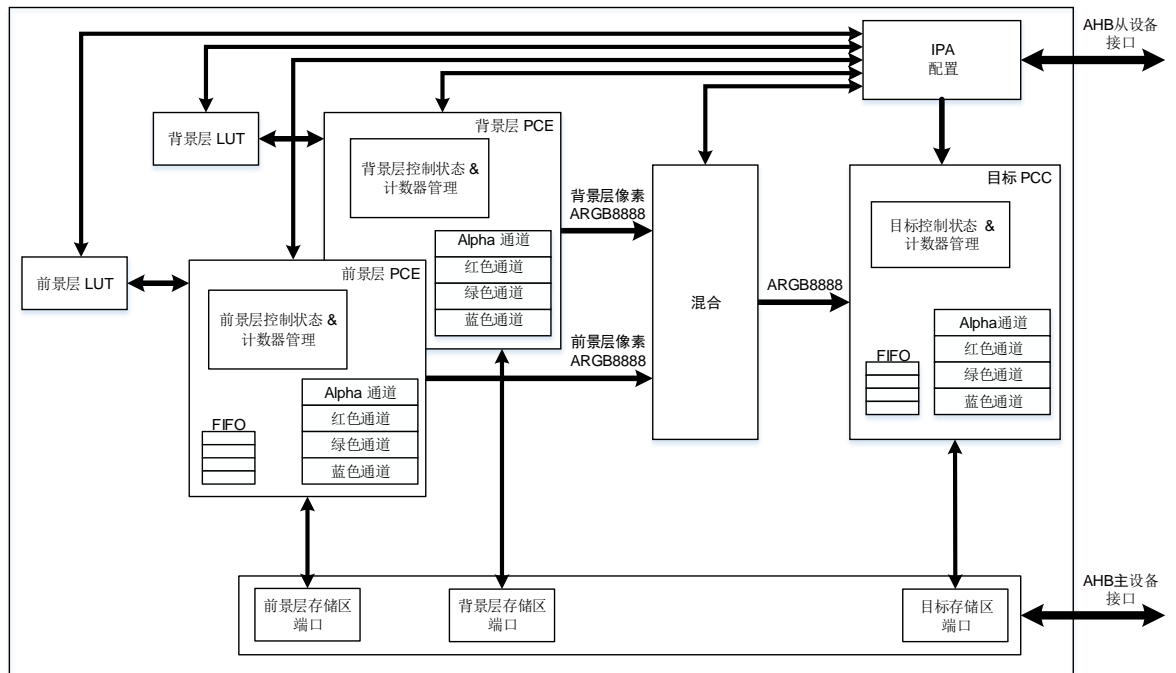 AHB从设备
接口
IPA
配置
背景层 LUT
背景层 PCE
背景层控制状态 &
计数器管理
Alpha 通道
红色通道
绿色通道
蓝色通道
背景层像素
ARGB8888
前景层 LUT
前景层 PCE
前景层控制状态 &
计数器管理
Alpha 通道
红色通道
绿色通道
蓝色通道
FIFO
前景层像素
ARGB8888
混合
ARGB8888
目标 PCC
目标控制状态 &
计数器管理
Alpha通道
红色通道
绿色通道
蓝色通道
FIFO
前景层存储区
端口
背景层存储区
端口
目标存储区
端口
AHB主设备
接口